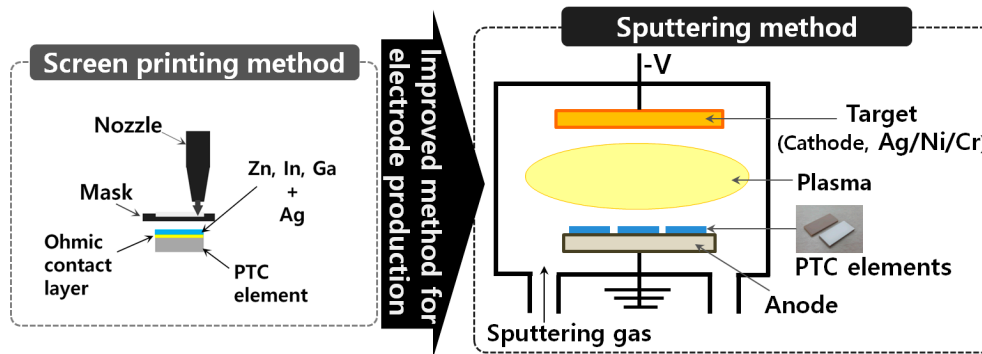 Screen printing method
Nozzle
Zn, In, Ga
+
Ag
Mask
Ohmic
contact
layer
PTC
element
Improved method for
electrode production
Sputtering method
-V
Target
(Cathode, Ag/Ni/Cr)
Plasma
PTC elements
Anode
Sputtering gas